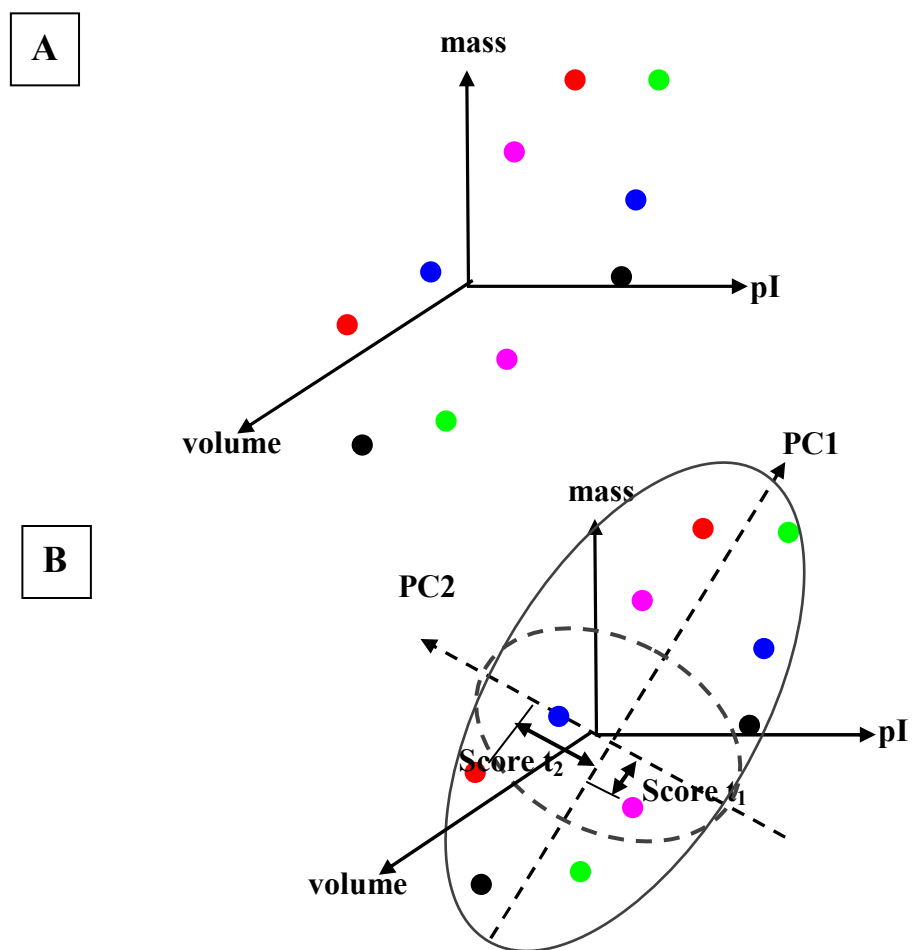 A
mass
pI
volume
PC1
mass
B
PC2
pI
Score t₂
Score t₁
volume